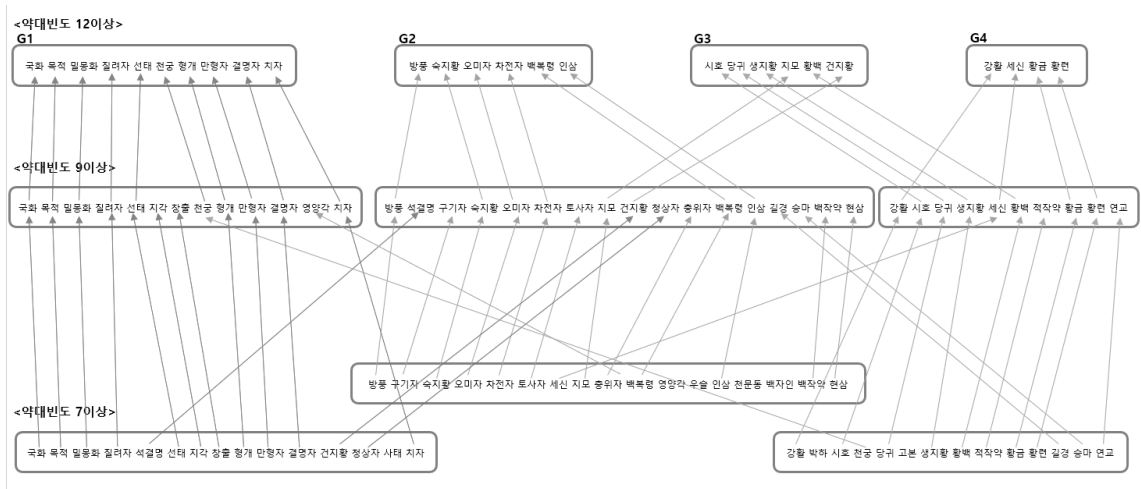 <약대빈도 12이상>
G1
국화 목적 밀몽화 질려자 선태 천궁 형개 만형자 결명자 치자
G2
방풍 숙지황 오미자 차전자 백복령 인삼
G3
시호 당귀 생지황 지모 황백 건지황
G4
강활 세신 황금 황련
<약대빈도 9이상>
국화 목적 밀몽화 질려자 선태 지각 창출 천궁 형개 만형자 결명자 영양각 치자
방풍 석결명 구기자 숙지황 오미자 차전자 토사자 지모 건지황 청상자 충위자 백복령 인삼 길경 승마 백작약 현삼
강활 시호 당귀 생지황 세신 황백 적작약 황금 황련 연교
방풍 구기자 숙지황 오미자 차전자 토사자 세신 지모 충위자 백복령 영양각 우슬 인삼 천문동 백자인 백작약 현삼
<약대빈도 7이상>
국화 목적 밀몽화 질려자 석결명 선태 지각 창출 형개 만형자 결명자 건지황 청상자 사태 치자
강활 박하 시호 천궁 당귀 고본 생지황 황백 적작약 황금 황련 길경 승마 연교